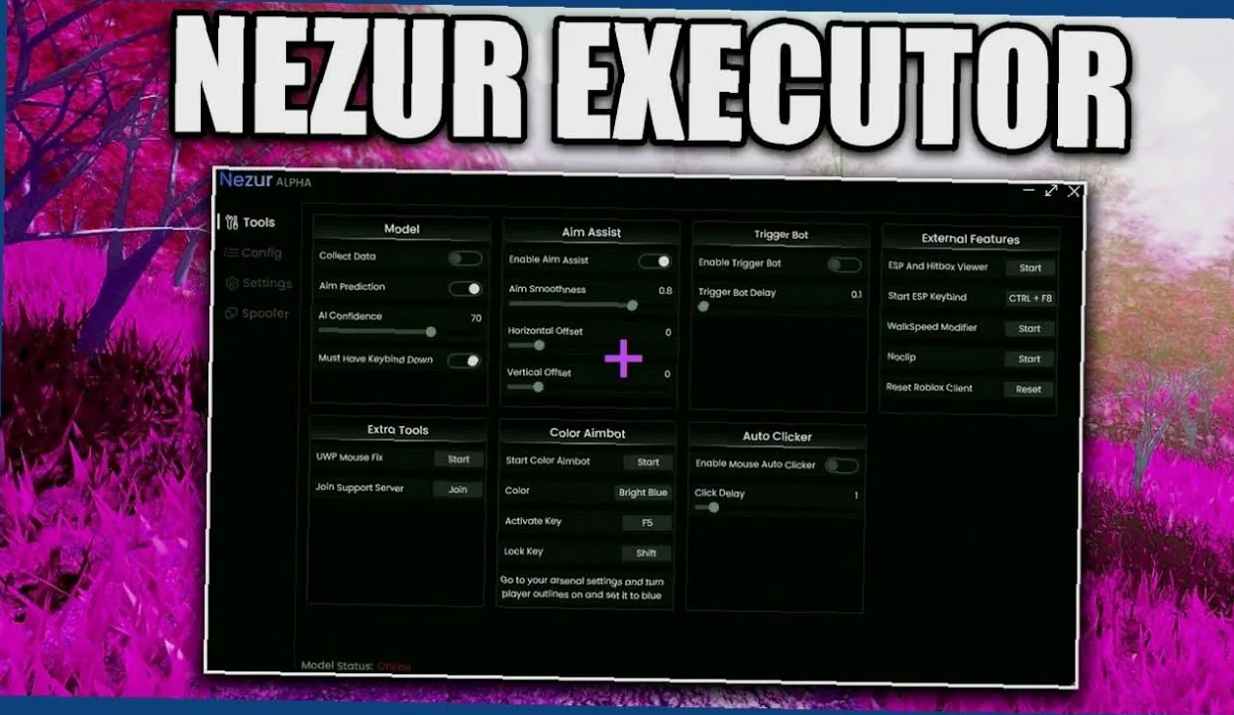 NEZUR EXECUTOR
Nezur ALPHA
Tools
Config
Settings
Spoofer
Model
Collect Data
Aim Prediction
AI Confidence 70
Must Have Keybind Down
Aim Assist
Enable Aim Assist
Aim Smoothness 0.8
Horizontal Offset 0
Vertical Offset 0
Trigger Bot
Enable Trigger Bot
Trigger Bot Delay 0.1
External Features
ESP And Hitbox Viewer Start
Start ESP Keybind CTRL + F8
WalkSpeed Modifier Start
Noclip Start
Reset Roblox Client Reset
Extra Tools
UWP Mouse Fix Start
Join Support Server Join
Color Aimbot
Start Color Aimbot Start
Color Bright Blue
Activate Key F5
Lock Key Shift
Go to your arsenal settings and turn
player outlines on and set it to blue
Auto Clicker
Enable Mouse Auto Clicker
Click Delay 1
Model Status: Online